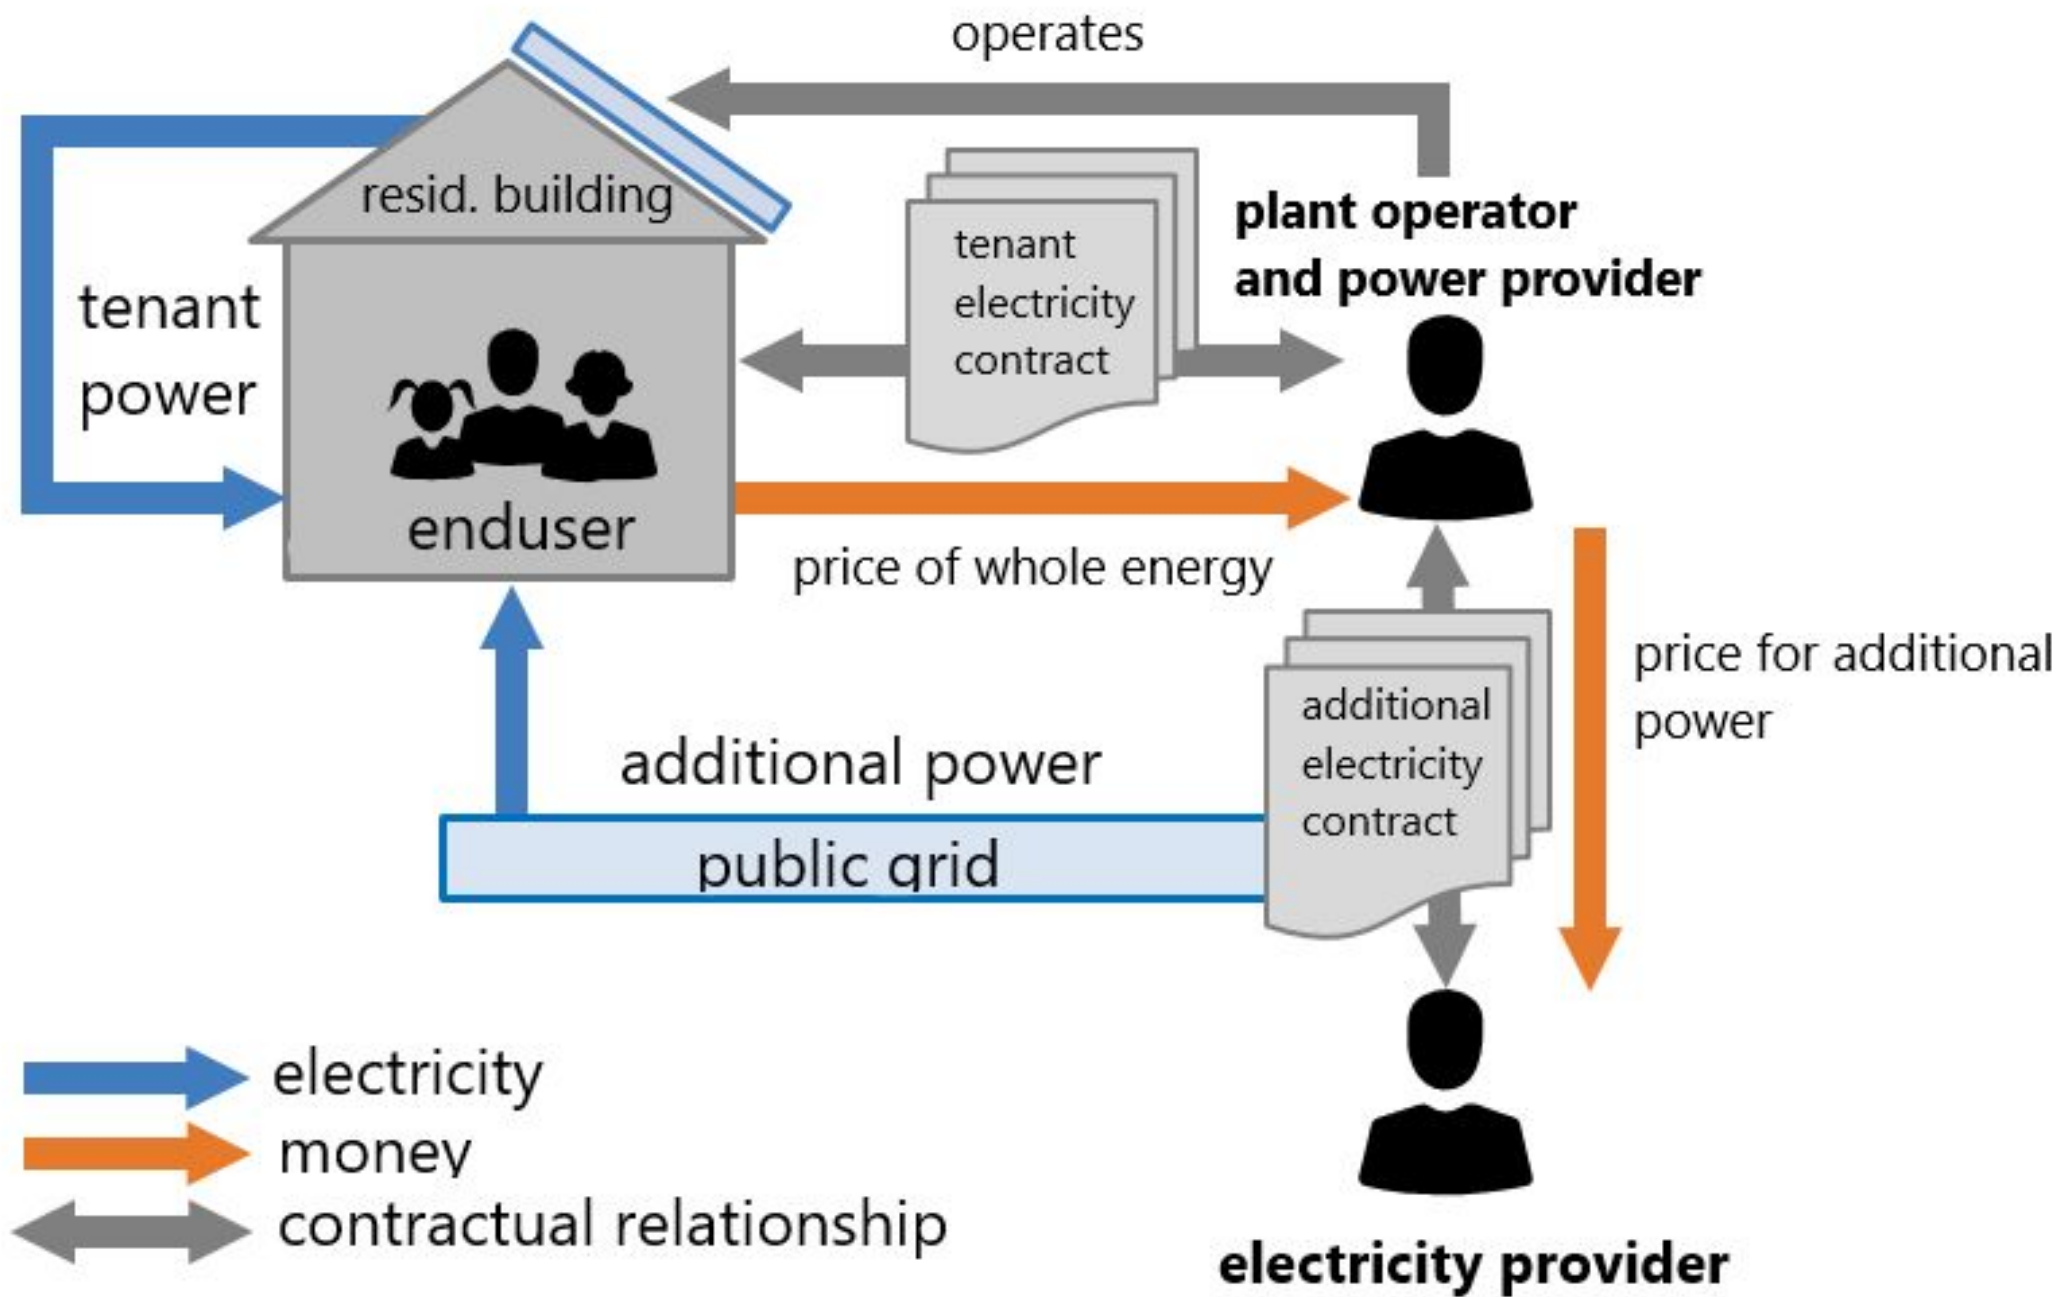 operates
resid. building
plant operator
and power provider
tenant
electricity
contract
tenant
power
enduser
price of whole energy
price for additional
power
additional
electricity
contract
additional power
public grid
electricity
money
contractual relationship
electricity provider